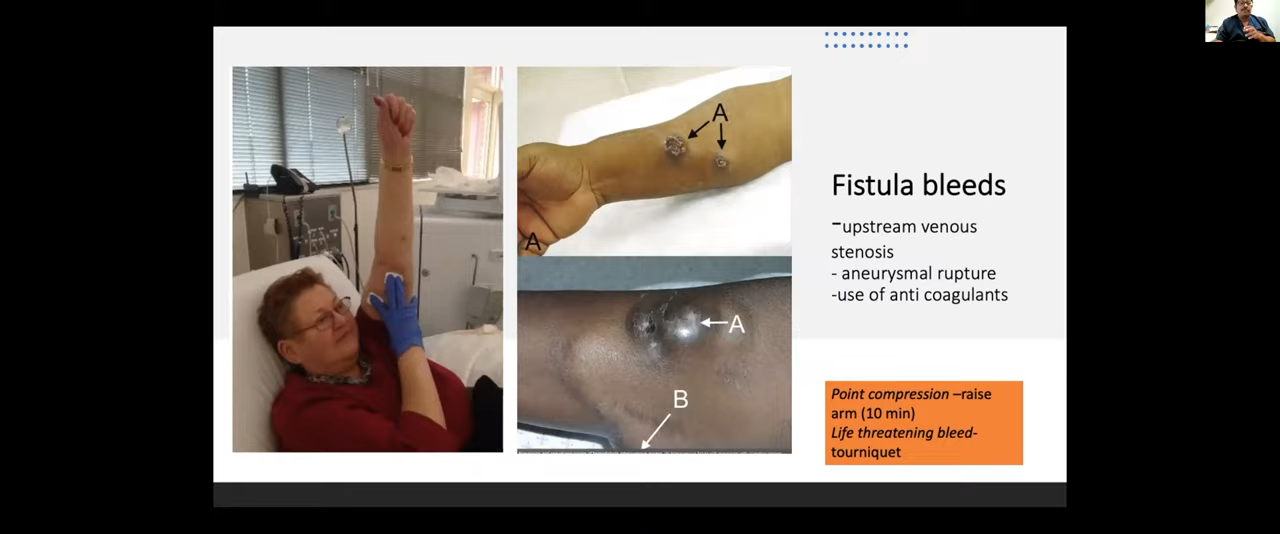 A
A
A
B
Fistula bleeds
-upstream venous
stenosis
- aneurysmal rupture
-use of anti coagulants
Point compression –raise
arm (10 min)
Life threatening bleed-
tourniquet